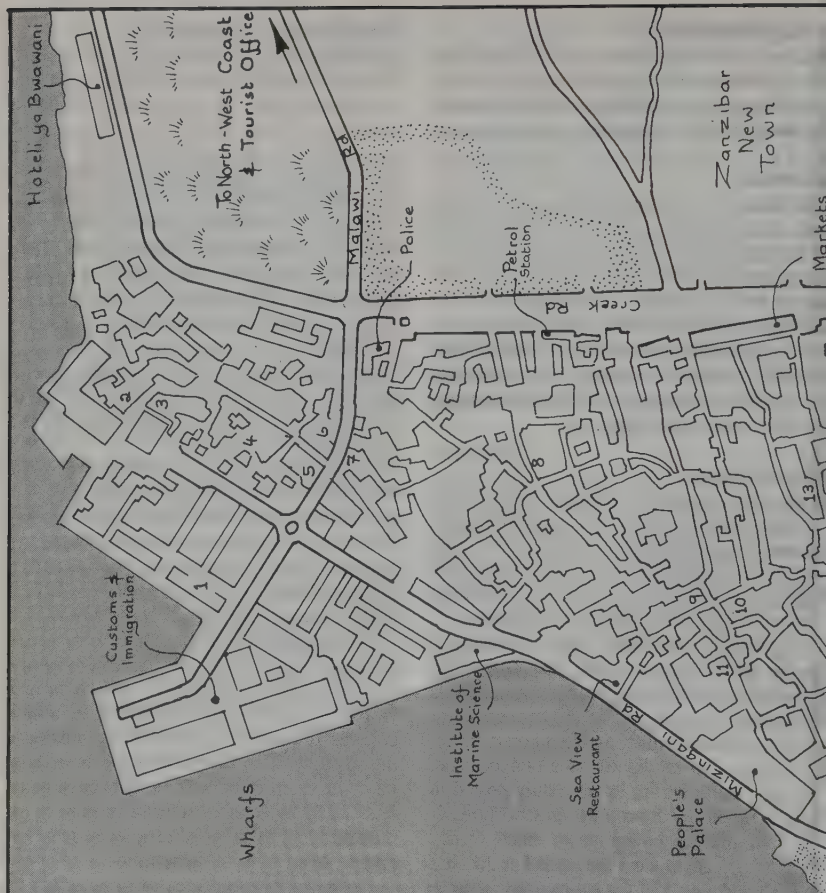 Hoteli ya Bwawani
To North-West Coast
& Tourist Office
Malawi Rd
Police
Petrol
Station
Creek
Rd
Zanzibar
New
Town
Markets
Customs &
Immigration
Wharfs
Institute of
Marine Science
Sea View
Restaurant
Mizingani Rd
People's
Palace
1
2
3
4
5
6
7
8
9
10
11
13